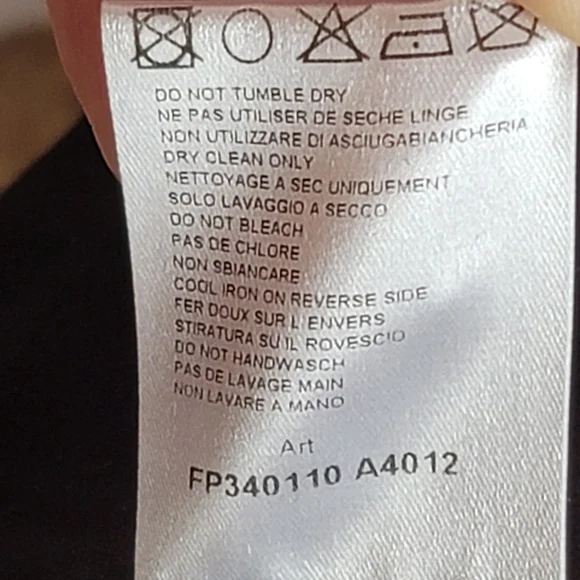 DO NOT TUMBLE DRY
NE PAS UTILISER DE SECHE LINGE
NON UTILIZZARE DI ASCIUGABIANCHERIA
DRY CLEAN ONLY
NETTOYAGE A SEC UNIQUEMENT
SOLO LAVAGGIO A SECCO
DO NOT BLEACH
PAS DE CHLORE
NON SBIANCARE
COOL IRON ON REVERSE SIDE
FER DOUX SUR L'ENVERS
STIRATURA SU IL ROVESCIO
DO NOT HANDWASCH
PAS DE LAVAGE MAIN
NON LAVARE A MANO
Art
FP340110 A4012